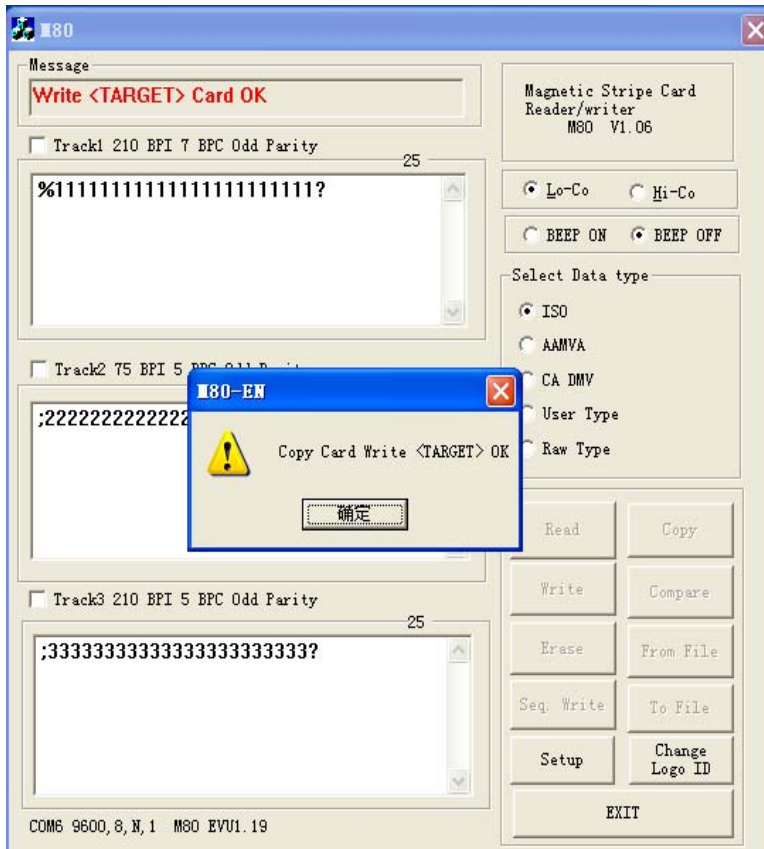 M80
Message
Write <TARGET> Card OK
Track1 210 BPI 7 BPC Odd Parity
25
%1111111111111111111111111?
Track2 75 BPI 5 BPC
;2222222222222
Track3 210 BPI 5 BPC Odd Parity
25
;3333333333333333333333333?
COM6 9600,8,N,1 M80 EVU1.19
M80-EN
Copy Card Write <TARGET> OK
确定
Magnetic Stripe Card
Reader/writer
M80 V1.06
Lo-Co Hi-Co
BEEP ON BEEP OFF
Select Data type
ISO
AAMVA
CA DMV
User Type
Raw Type
Read Copy
Write Compare
Erase From File
Seq. Write To File
Setup Change
Logo ID
EXIT